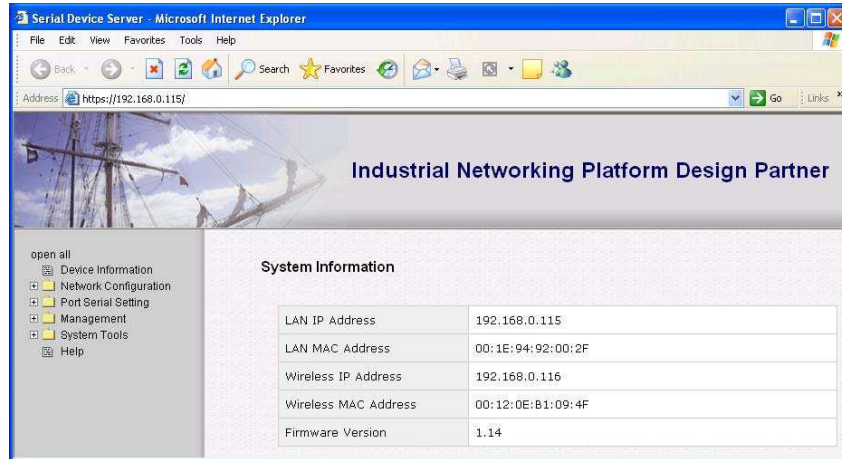 Serial Device Server - Microsoft Internet Explorer
File Edit View Favorites Tools Help
Back Search Favorites
Address https://192.168.0.115/ Go Links »
Industrial Networking Platform Design Partner
open all
Device Information
Network Configuration
Port Serial Setting
Management
System Tools
Help
System Information
LAN IP Address 192.168.0.115
LAN MAC Address 00:1E:94:92:00:2F
Wireless IP Address 192.168.0.116
Wireless MAC Address 00:12:0E:B1:09:4F
Firmware Version 1.14